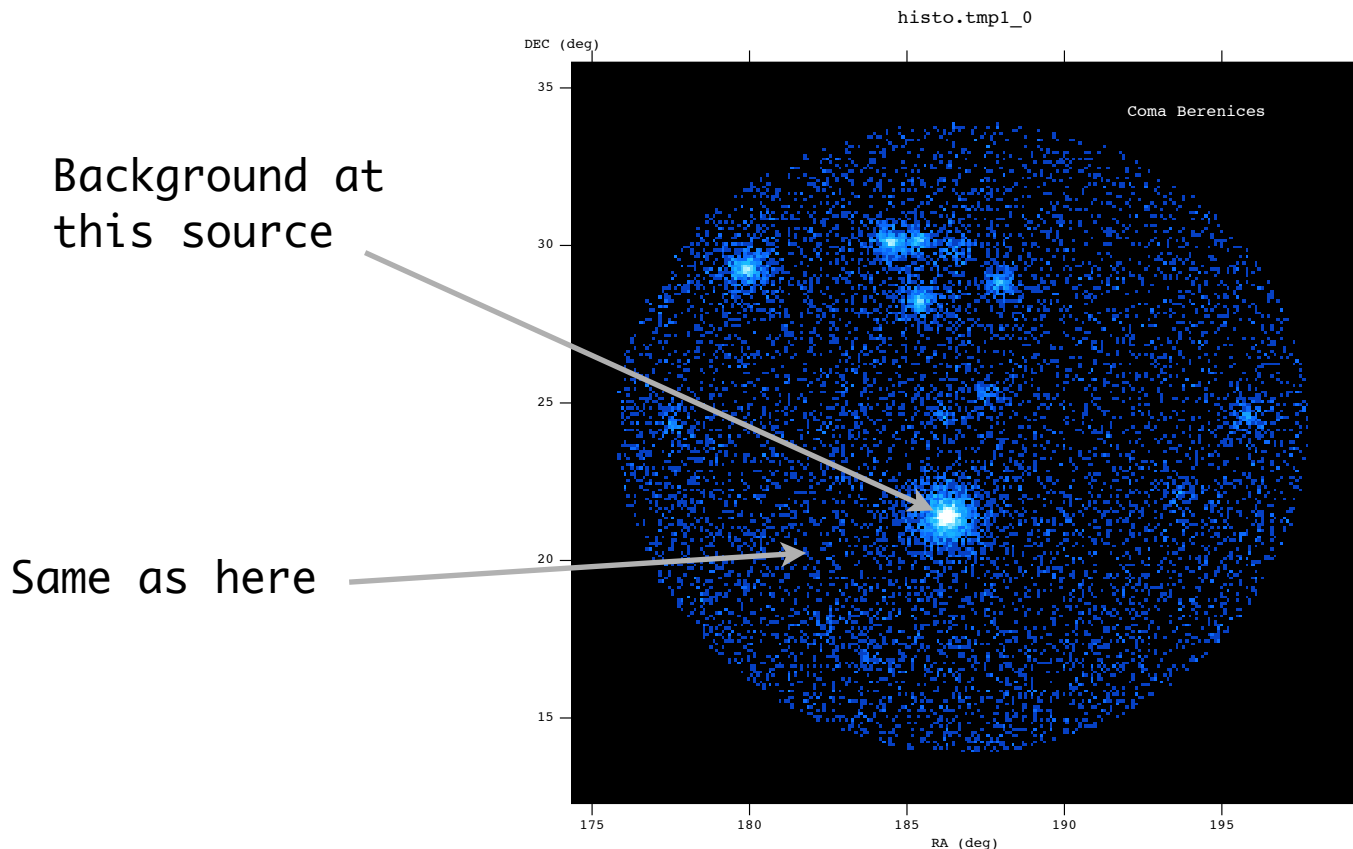 histo.tmp1_0
DEC (deg)
35
Coma Berenices
Background at
this source
30
25
20
Same as here
15
175 180 185 190 195
RA (deg)